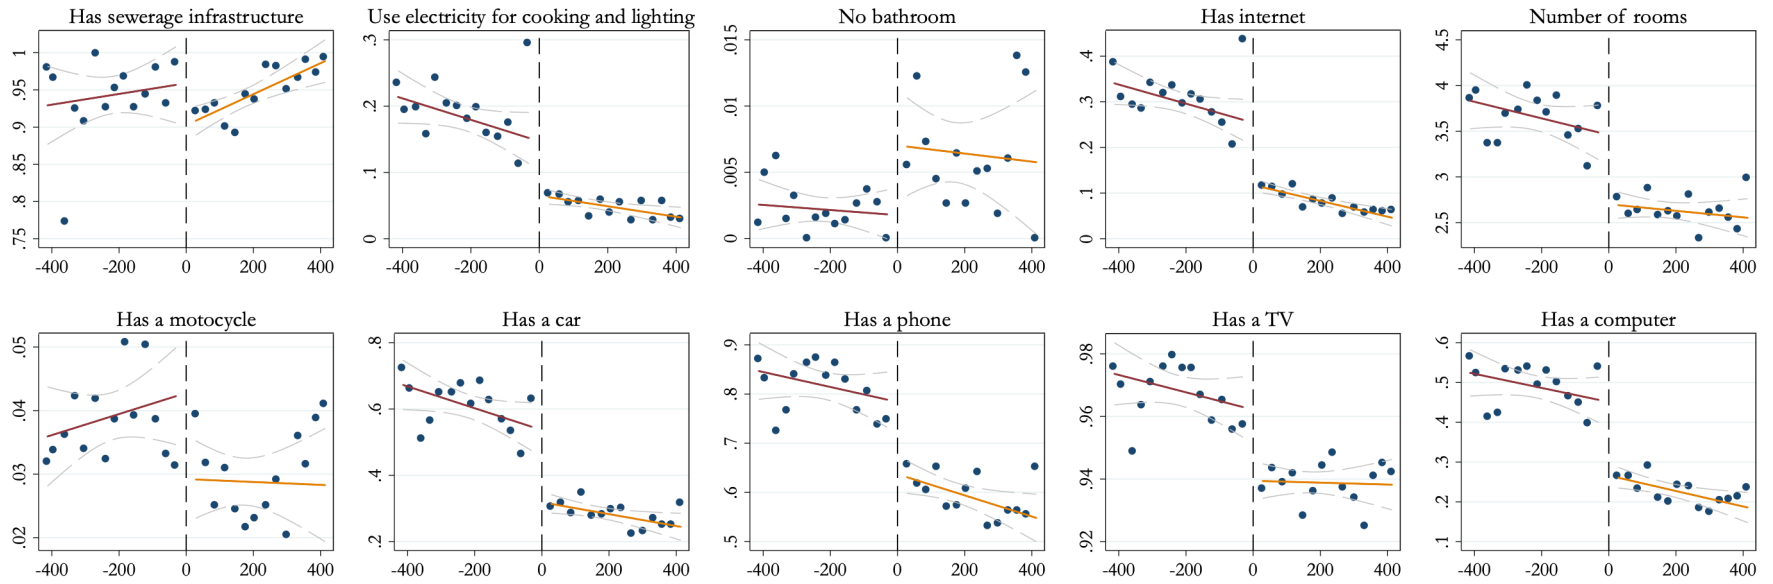 Has sewerage infrastructure
1
.95
.9
.85
.8
.75
-400 -200 0 200 400
Use electricity for cooking and lighting
.3
.2
.1
0
-400 -200 0 200 400
No bathroom
.015
.01
.005
0
-400 -200 0 200 400
Has internet
.4
.3
.2
.1
0
-400 -200 0 200 400
Number of rooms
4.5
4
3.5
3
2.5
-400 -200 0 200 400
Has a motocycle
.05
.04
.03
.02
-400 -200 0 200 400
Has a car
.8
.6
.4
.2
-400 -200 0 200 400
Has a phone
.9
.8
.7
.6
.5
-400 -200 0 200 400
Has a TV
.98
.96
.94
.92
-400 -200 0 200 400
Has a computer
.6
.5
.4
.3
.2
.1
-400 -200 0 200 400